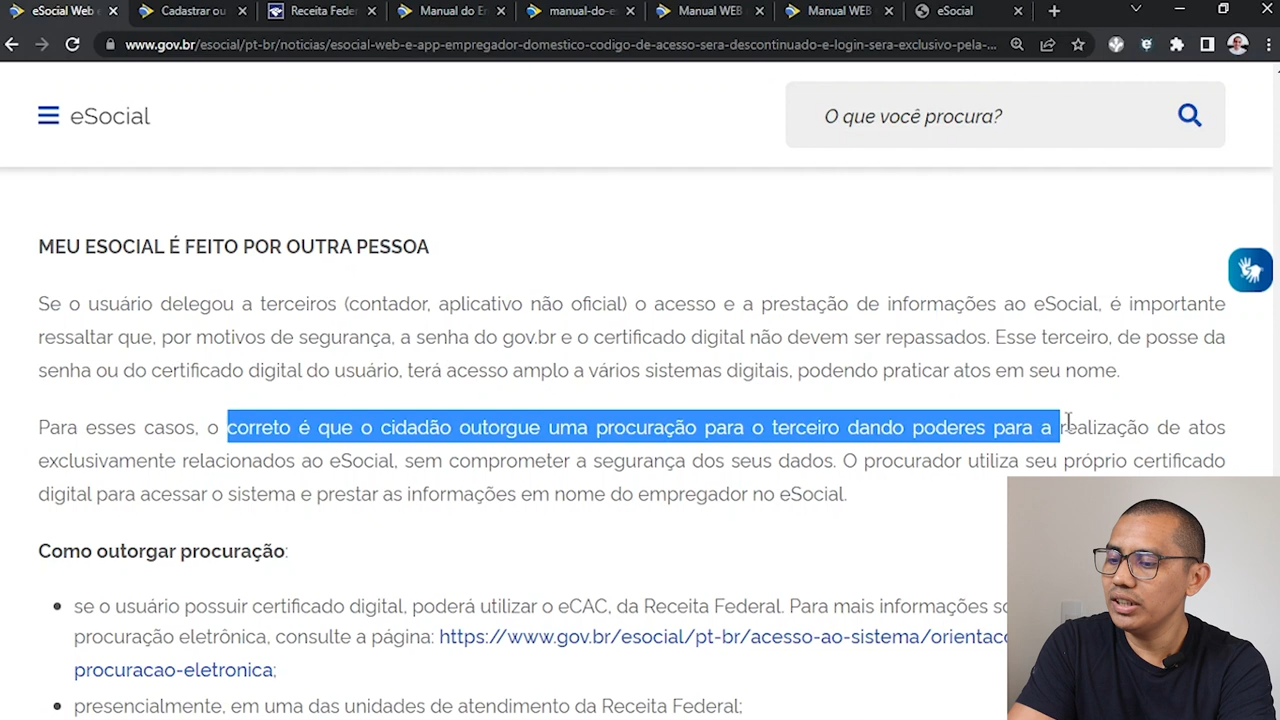 eSocial Web e
Cadastrar ou
Receita Feder
Manual do En
manual-do-es
Manual WEB
Manual WEB
eSocial
www.gov.br/esocial/pt-br/noticias/esocial-web-e-app-empregador-domestico-codigo-de-acesso-sera-descontinuado-e-login-sera-exclusivo-pela-...
eSocial
O que você procura?
MEU ESOCIAL É FEITO POR OUTRA PESSOA
Se o usuário delegou a terceiros (contador, aplicativo não oficial) o acesso e a prestação de informações ao eSocial, é importante
ressaltar que, por motivos de segurança, a senha do gov.br e o certificado digital não devem ser repassados. Esse terceiro, de posse da
senha ou do certificado digital do usuário, terá acesso amplo a vários sistemas digitais, podendo praticar atos em seu nome.
Para esses casos, o correto é que o cidadão outorgue uma procuração para o terceiro dando poderes para a realização de atos
exclusivamente relacionados ao eSocial, sem comprometer a segurança dos seus dados. O procurador utiliza seu próprio certificado
digital para acessar o sistema e prestar as informações em nome do empregador no eSocial.
Como outorgar procuração:
se o usuário possuir certificado digital, poderá utilizar o eCAC, da Receita Federal. Para mais informações so
procuração eletrônica, consulte a página: https://www.gov.br/esocial/pt-br/acesso-ao-sistema/orientaco
procuracao-eletronica;
presencialmente, em uma das unidades de atendimento da Receita Federal;